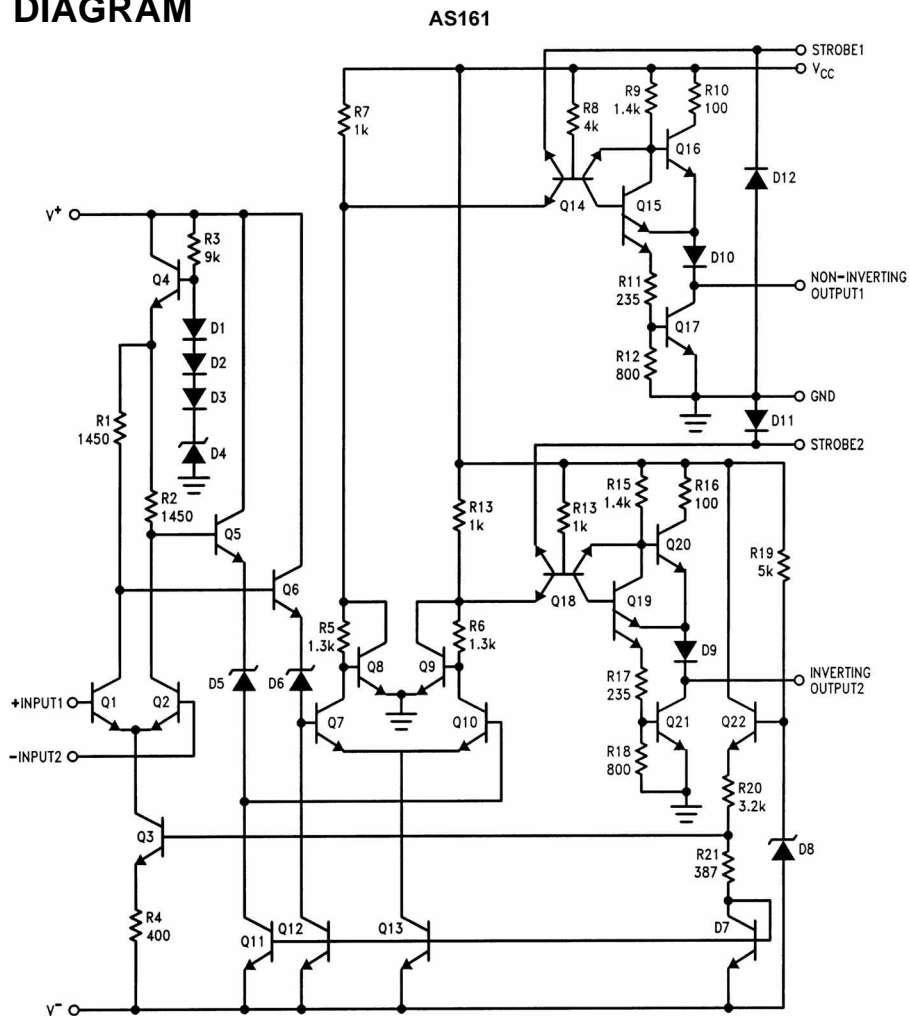 DIAGRAM
AS161
STROBE1
VCC
R7
1k
R8
4k
R9
1.4k
R10
100
Q16
Q14
Q15
D12
V+
R3
9k
Q4
D10
R11
235
NON-INVERTING
OUTPUT1
D1
Q17
D2
R12
800
D3
GND
R1
1450
D11
D4
STROBE2
R2
1450
R13
1k
R13
1k
R15
1.4k
R16
100
Q5
Q20
R19
5k
Q6
Q18
Q19
R5
1.3k
R6
1.3k
Q8
Q9
D9
D5
D6
R17
235
INVERTING
OUTPUT2
+INPUT1
Q1
Q2
Q7
Q10
Q21
Q22
-INPUT2
R18
800
R20
3.2k
Q3
R21
387
D8
R4
400
Q11
Q12
Q13
D7
V-